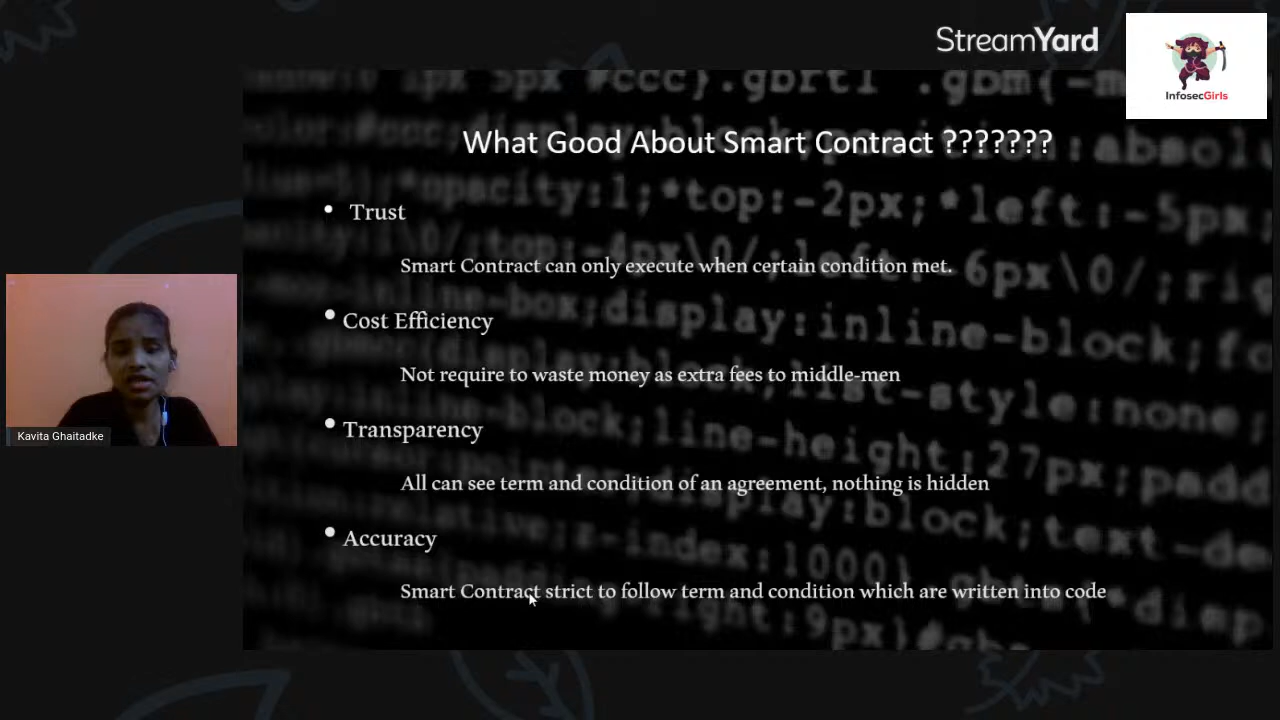 StreamYard
InfosecGirls
What Good About Smart Contract ???????
• Trust
Smart Contract can only execute when certain condition met.
• Cost Efficiency
Not require to waste money as extra fees to middle-men
• Transparency
All can see term and condition of an agreement, nothing is hidden
• Accuracy
Smart Contract strict to follow term and condition which are written into code
Kavita Ghaitadke